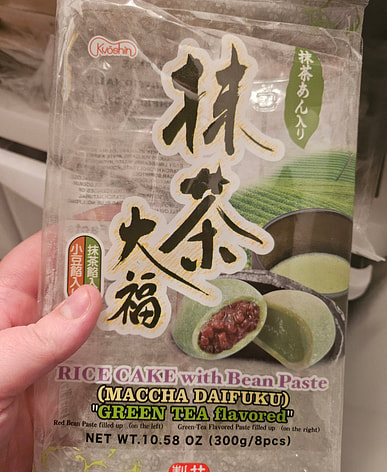 Kyoshin
抹茶あん入り
抹茶
大福
抹茶餡入
小豆餡入り
RICE CAKE with Bean Paste
(MACCHA DAIFUKU)
"GREEN TEA flavored"
Red Bean Paste filled up (on the left) Green-Tea Flavored Paste filled up (on the right)
NET WT.10.58 OZ (300g/8pcs)